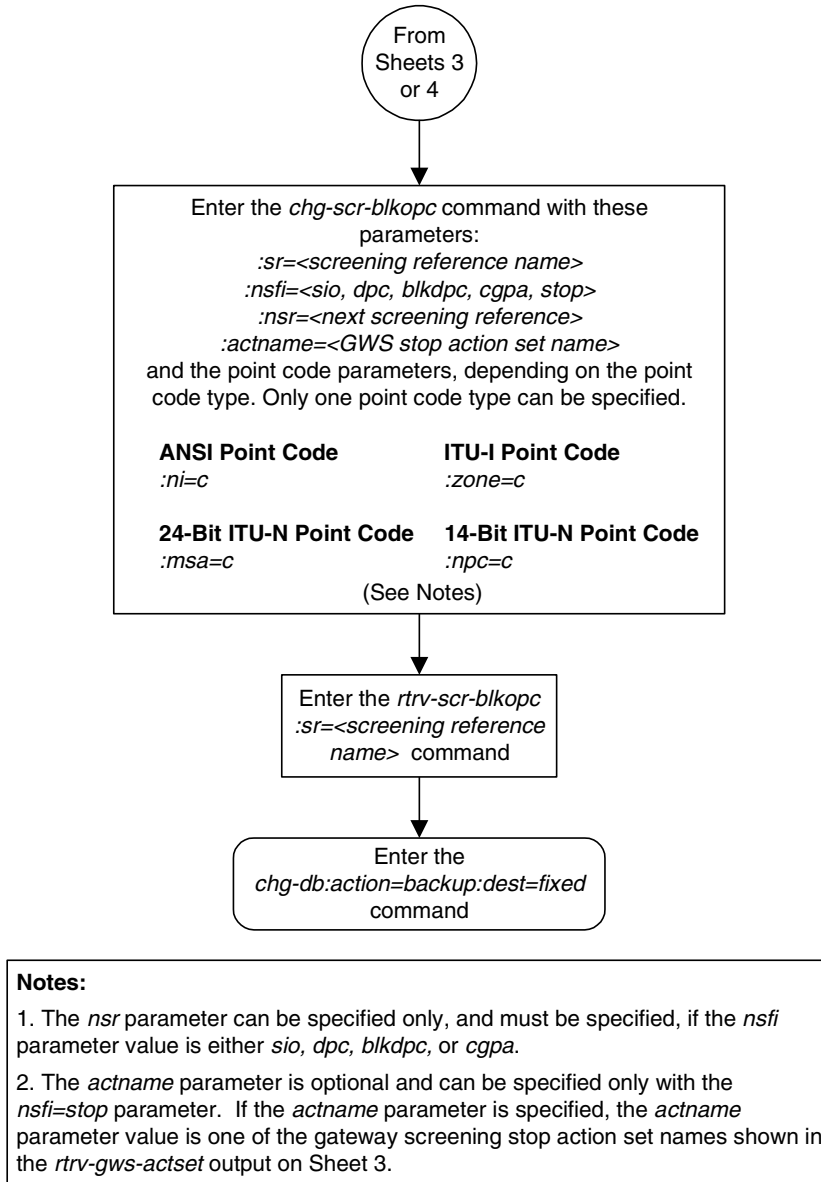 From
Sheets 3
or 4
Enter the chg-scr-blkopc command with these
parameters:
:sr=<screening reference name>
:nsfi=<sio, dpc, blkdpc, cgpa, stop>
:nsr=<next screening reference>
:actname=<GWS stop action set name>
and the point code parameters, depending on the point
code type. Only one point code type can be specified.
ANSI Point Code
:ni=c
ITU-I Point Code
:zone=c
24-Bit ITU-N Point Code
:msa=c
14-Bit ITU-N Point Code
:npc=c
(See Notes)
Enter the rtrv-scr-blkopc
:sr=<screening reference
name> command
Enter the
chg-db:action=backup:dest=fixed
command
Notes:
1. The nsr parameter can be specified only, and must be specified, if the nsfi
parameter value is either sio, dpc, blkdpc, or cgpa.
2. The actname parameter is optional and can be specified only with the
nsfi=stop parameter. If the actname parameter is specified, the actname
parameter value is one of the gateway screening stop action set names shown in
the rtrv-gws-actset output on Sheet 3.